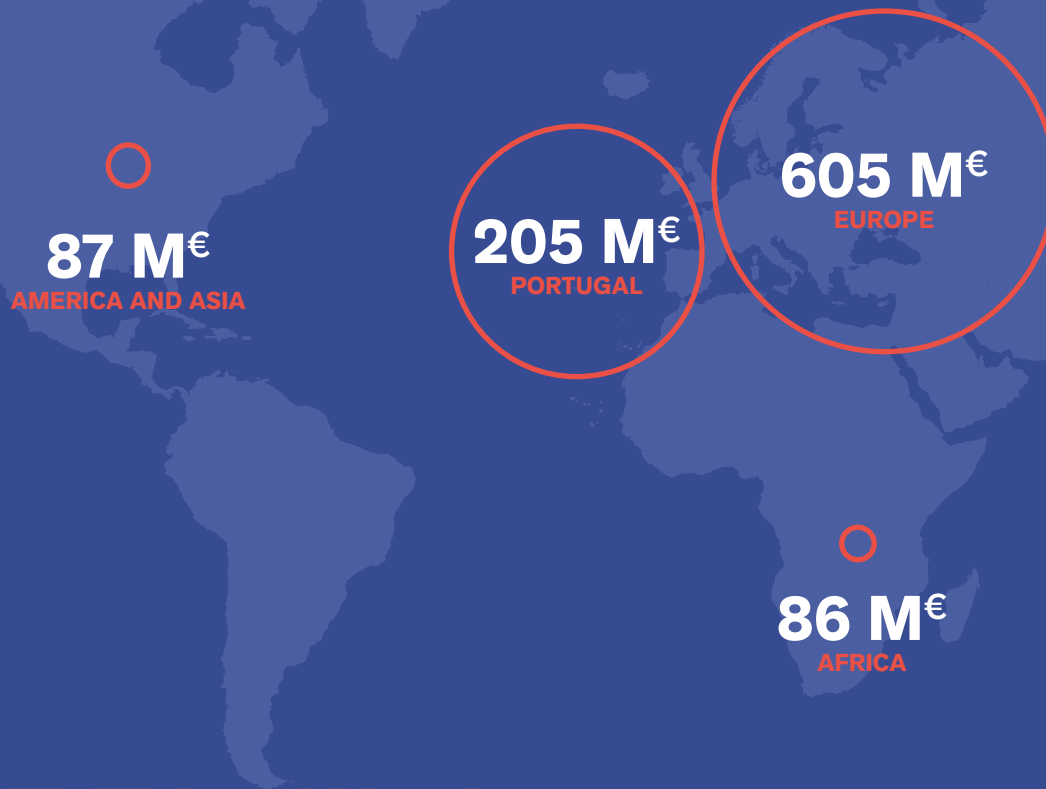 605 M€
EUROPE
205 M€
PORTUGAL
87 M€
AMERICA AND ASIA
86 M€
AFRICA